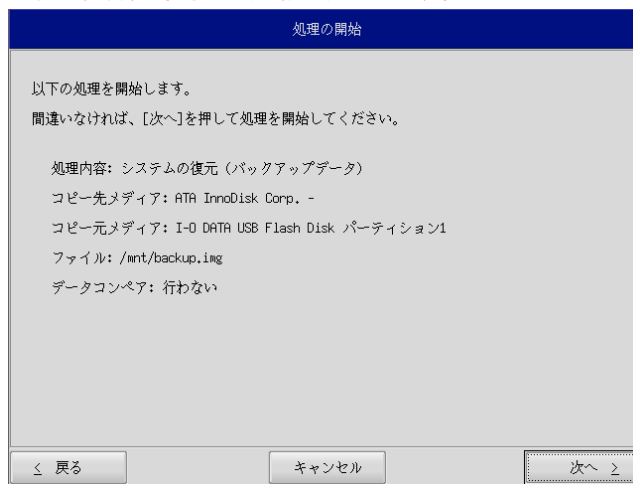 処理の開始
以下の処理を開始します。
間違いなければ、[次へ]を押して処理を開始してください。
処理内容: システムの復元 (バックアップデータ)
コピー先メディア: ATA InnoDisk Corp. -
コピー元メディア: I-O DATA USB Flash Disk パーティション1
ファイル: /mnt/backup.img
データコンペア: 行わない
< 戻る
キャンセル
次へ >